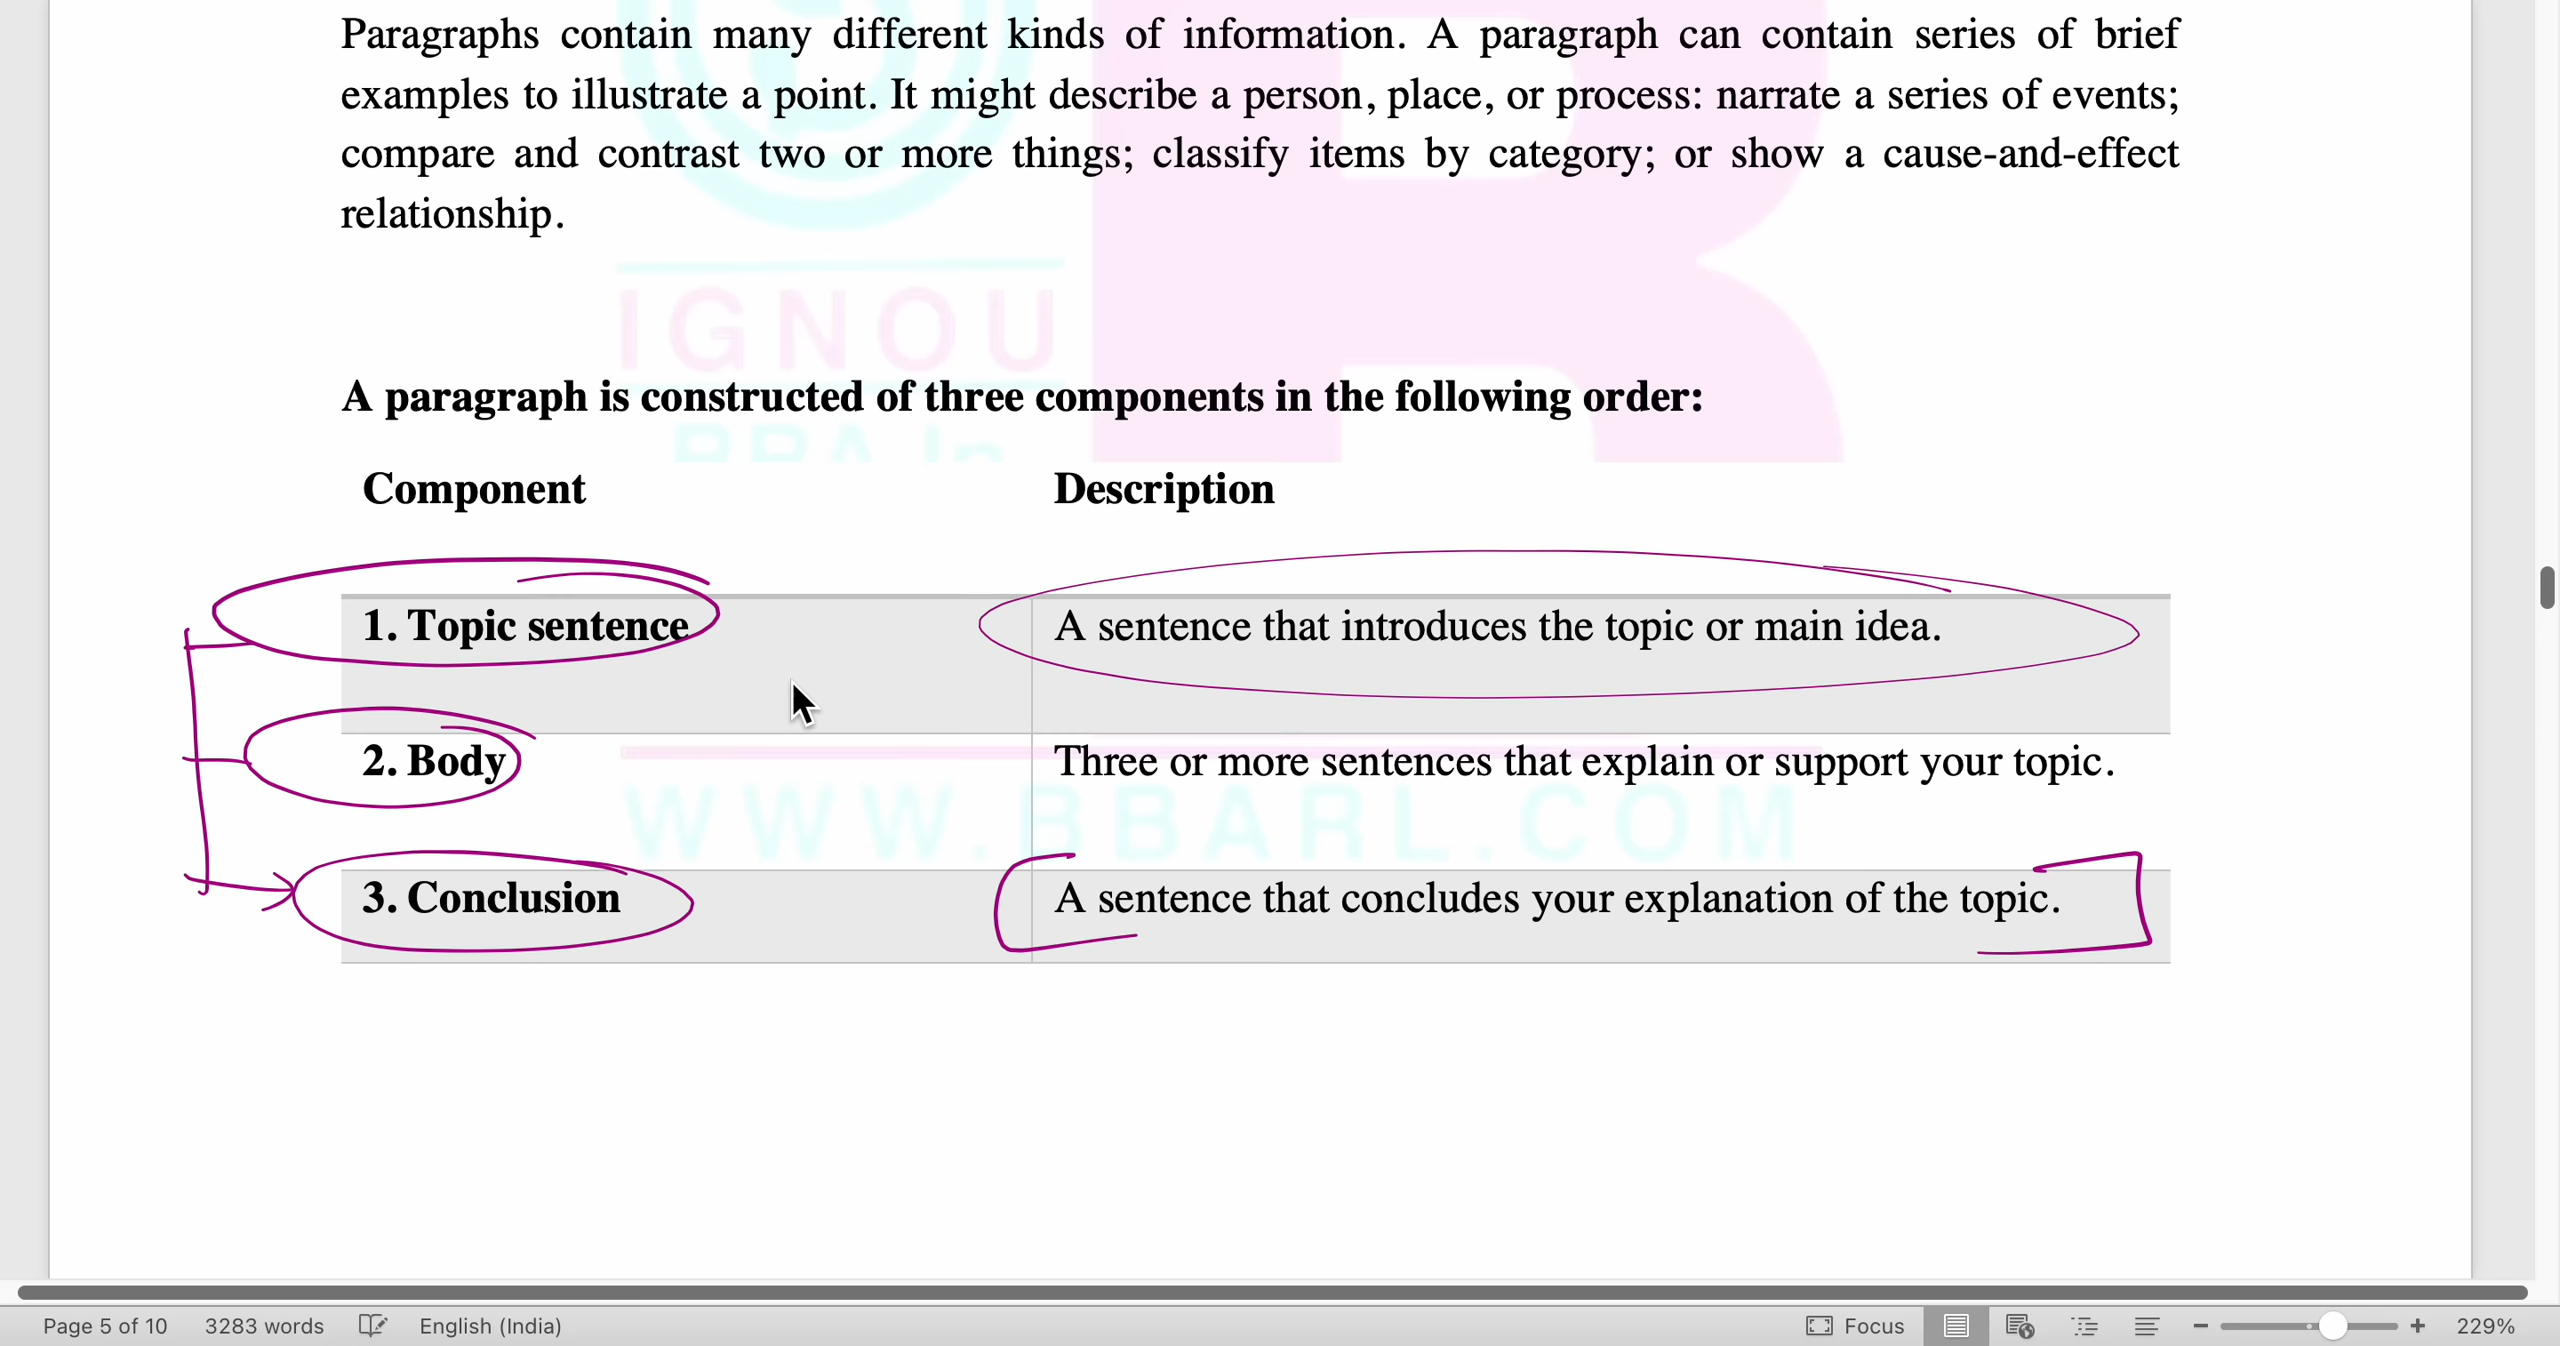 Paragraphs contain many different kinds of information. A paragraph can contain series of brief
examples to illustrate a point. It might describe a person, place, or process: narrate a series of events;
compare and contrast two or more things; classify items by category; or show a cause-and-effect
relationship.
IGNOU
A paragraph is constructed of three components in the following order:
Component Description
1. Topic sentence A sentence that introduces the topic or main idea.
2. Body Three or more sentences that explain or support your topic.
WWW.BBARL.COM
3. Conclusion A sentence that concludes your explanation of the topic.
Page 5 of 10 3283 words English (India) Focus 229%